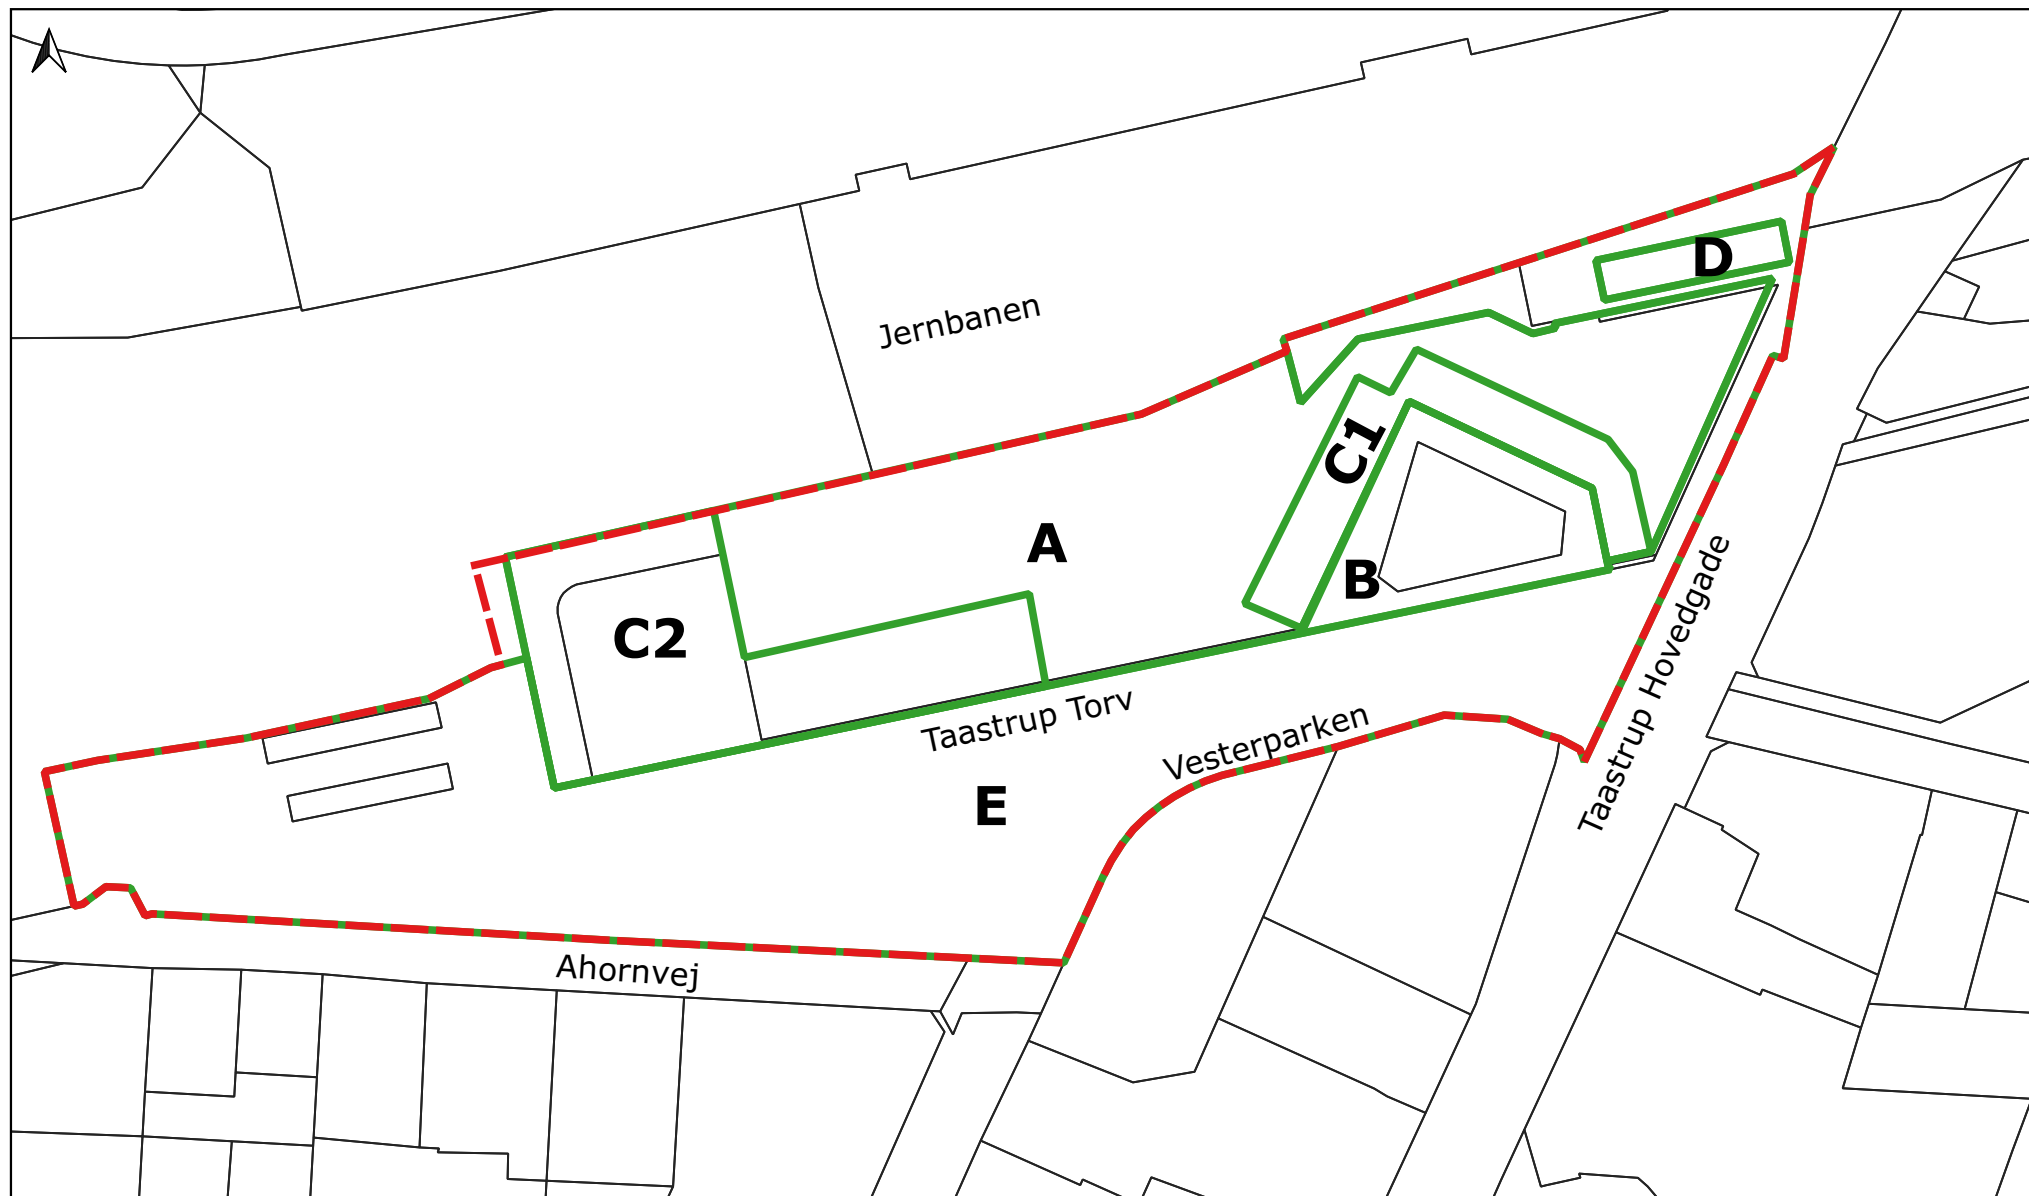 D
Jernbanen
C1
A
B
C2
Taastrup Hovedgade
Taastrup Torv
Vesterparken
E
Ahornvej